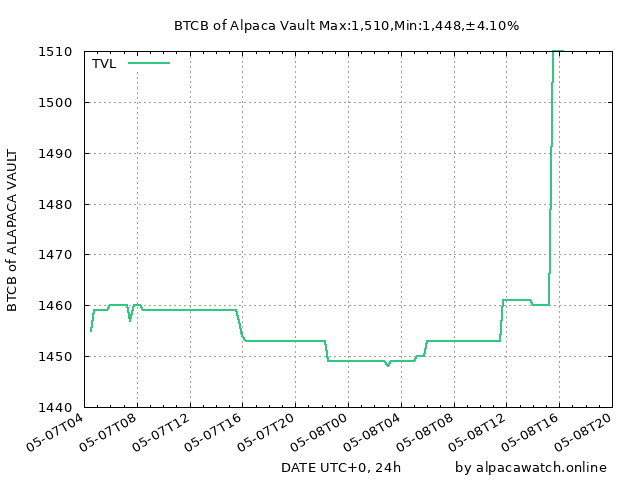 BTCB of Alpaca Vault Max:1,510,Min:1,448,±4.10%
1510
TVL
1500
1490
1480
1470
1460
1450
1440
BTCB of ALAPACA VAULT
05-07T04
05-07T08
05-07T12
05-07T16
05-07T20
05-08T00
05-08T04
05-08T08
05-08T12
05-08T16
05-08T20
DATE UTC+0, 24h
by alpacawatch.online